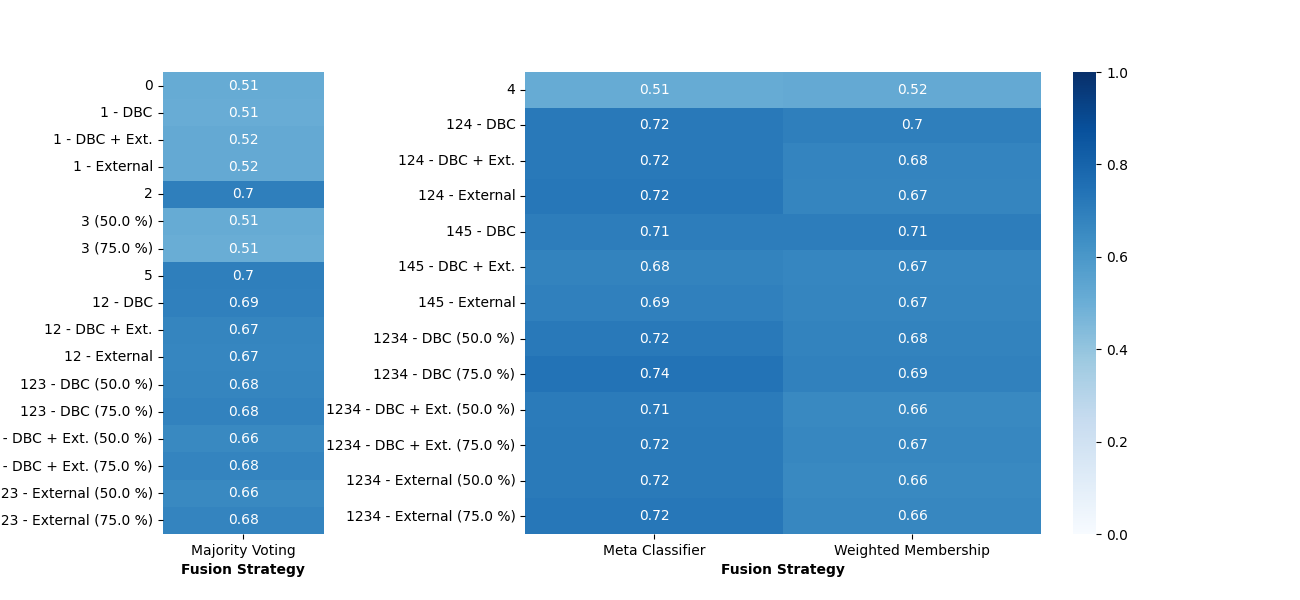 0 0.51
1 - DBC 0.51
1 - DBC + Ext. 0.52
1 - External 0.52
2 0.7
3 (50.0 %) 0.51
3 (75.0 %) 0.51
5 0.7
12 - DBC 0.69
12 - DBC + Ext. 0.67
12 - External 0.67
123 - DBC (50.0 %) 0.68
123 - DBC (75.0 %) 0.68
- DBC + Ext. (50.0 %) 0.66
- DBC + Ext. (75.0 %) 0.68
23 - External (50.0 %) 0.66
23 - External (75.0 %) 0.68
Majority Voting
Fusion Strategy
4 0.51 0.52
124 - DBC 0.72 0.7
124 - DBC + Ext. 0.72 0.68
124 - External 0.72 0.67
145 - DBC 0.71 0.71
145 - DBC + Ext. 0.68 0.67
145 - External 0.69 0.67
1234 - DBC (50.0 %) 0.72 0.68
1234 - DBC (75.0 %) 0.74 0.69
1234 - DBC + Ext. (50.0 %) 0.71 0.66
1234 - DBC + Ext. (75.0 %) 0.72 0.67
1234 - External (50.0 %) 0.72 0.66
1234 - External (75.0 %) 0.72 0.66
Meta Classifier Weighted Membership
Fusion Strategy
1.0
0.8
0.6
0.4
0.2
0.0